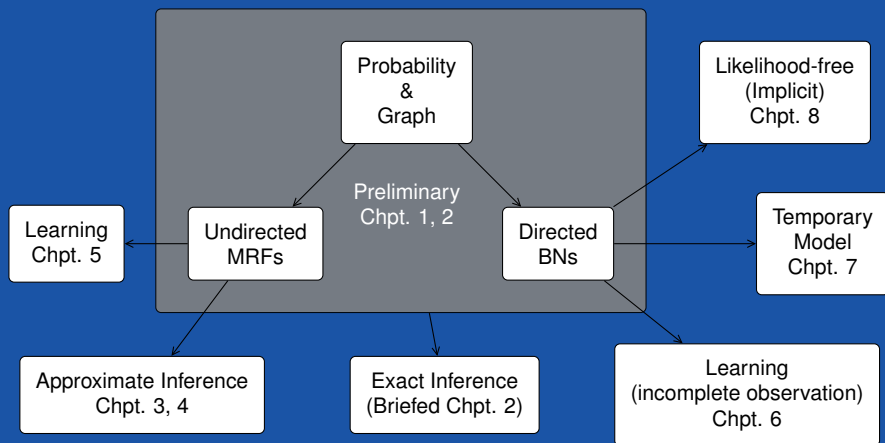 Probability
&
Graph
Likelihood-free
(Implicit)
Chpt. 8
Preliminary
Chpt. 1, 2
Learning
Chpt. 5
Undirected
MRFs
Directed
BNs
Temporary
Model
Chpt. 7
Approximate Inference
Chpt. 3, 4
Exact Inference
(Briefed Chpt. 2)
Learning
(incomplete observation)
Chpt. 6